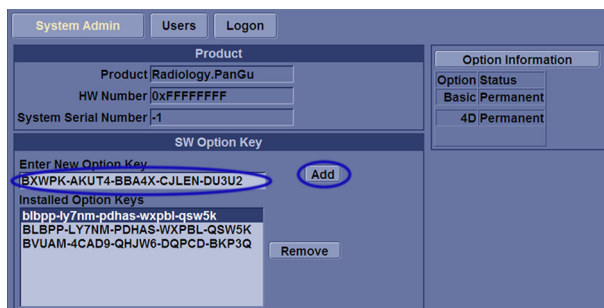 System Admin Users Logon
Product
Product Radiology.PanGu
HW Number 0xFFFFFFFF
System Serial Number -1
Option Information
Option Status
Basic Permanent
4D Permanent
SW Option Key
Enter New Option Key
BXWPK-AKUT4-BBA4X-CJLEN-DU3U2 Add
Installed Option Keys
blbpp-ly7nm-pdhas-wxpbl-qsw5k
BLBPP-LY7NM-PDHAS-WXPBL-QSW5K
BVUAM-4CAD9-QHJW6-DQPCD-BKP3Q
Remove